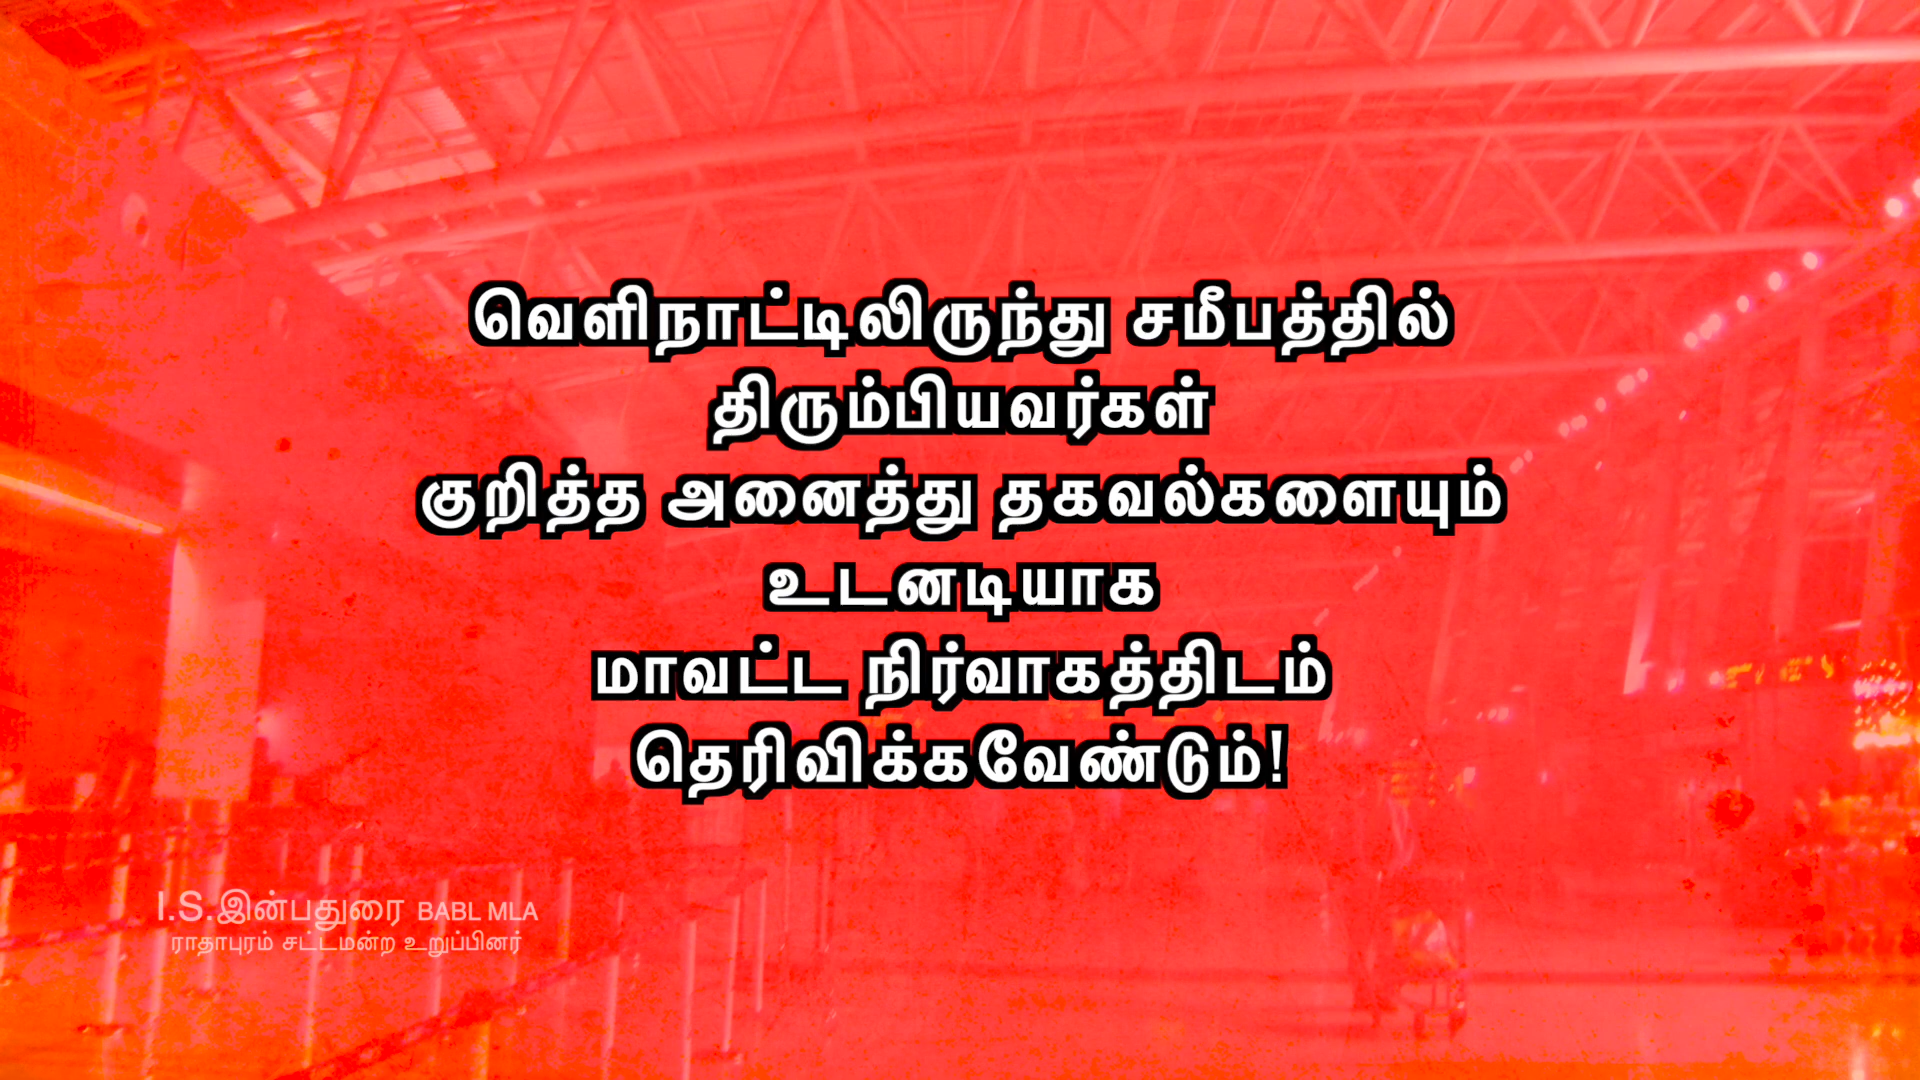 வெளிநாட்டிலிருந்து சமீபத்தில்
திரும்பியவர்கள்
குறித்த அனைத்து தகவல்களையும்
உடனடியாக
மாவட்ட நிர்வாகத்திடம்
தெரிவிக்கவேண்டும்!
I.S.இன்பதுரை BABL MLA
ராதாபுரம் சட்டமன்ற உறுப்பினர்